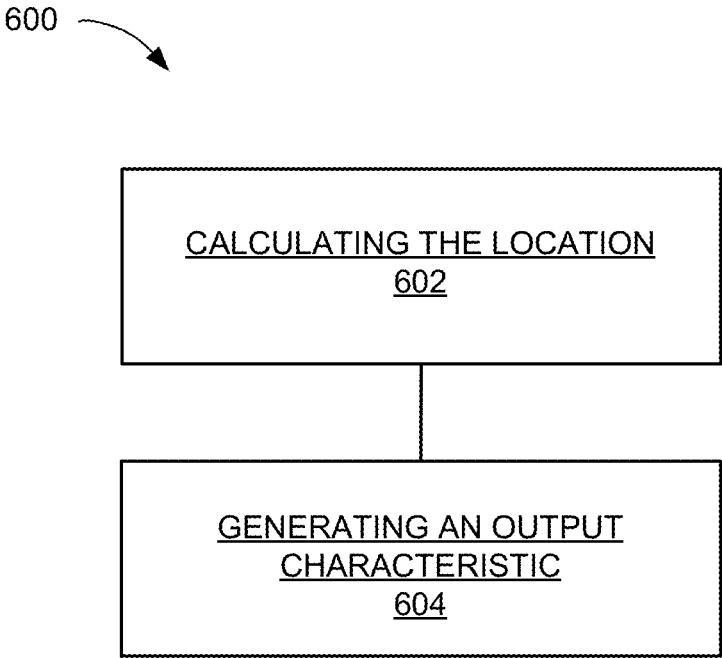 600
CALCULATING THE LOCATION
602
GENERATING AN OUTPUT
CHARACTERISTIC
604